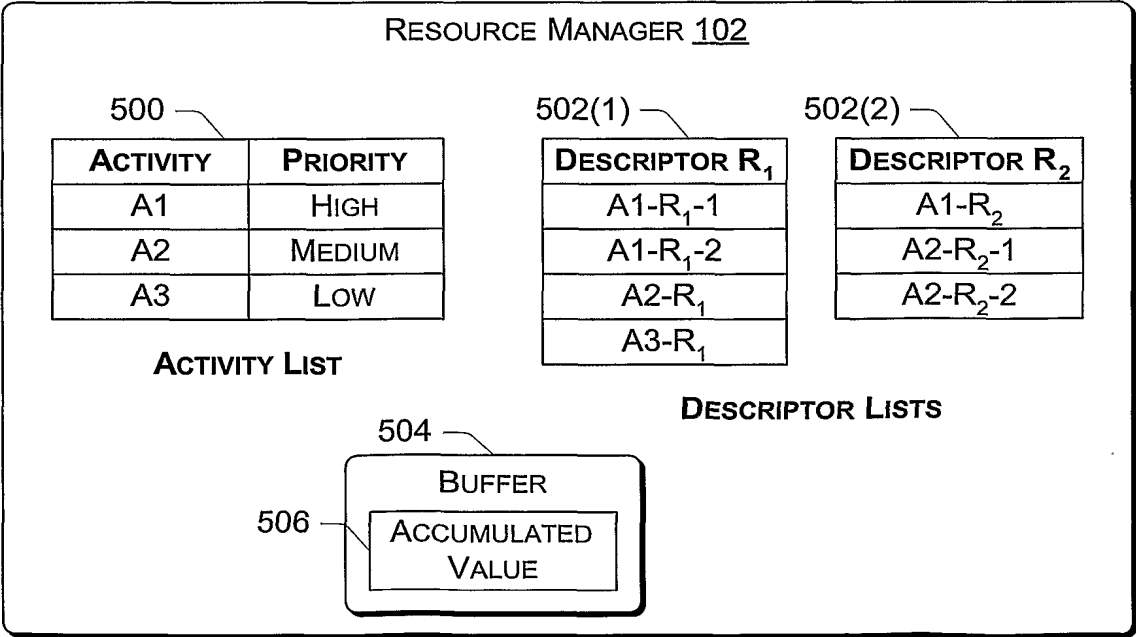 RESOURCE MANAGER 102
500
502(1)
502(2)
ACTIVITY PRIORITY
A1 HIGH
A2 MEDIUM
A3 LOW
ACTIVITY LIST
DESCRIPTOR R₁
A1-R₁-1
A1-R₁-2
A2-R₁
A3-R₁
DESCRIPTOR R₂
A1-R₂
A2-R₂-1
A2-R₂-2
DESCRIPTOR LISTS
504
BUFFER
506
ACCUMULATED
VALUE